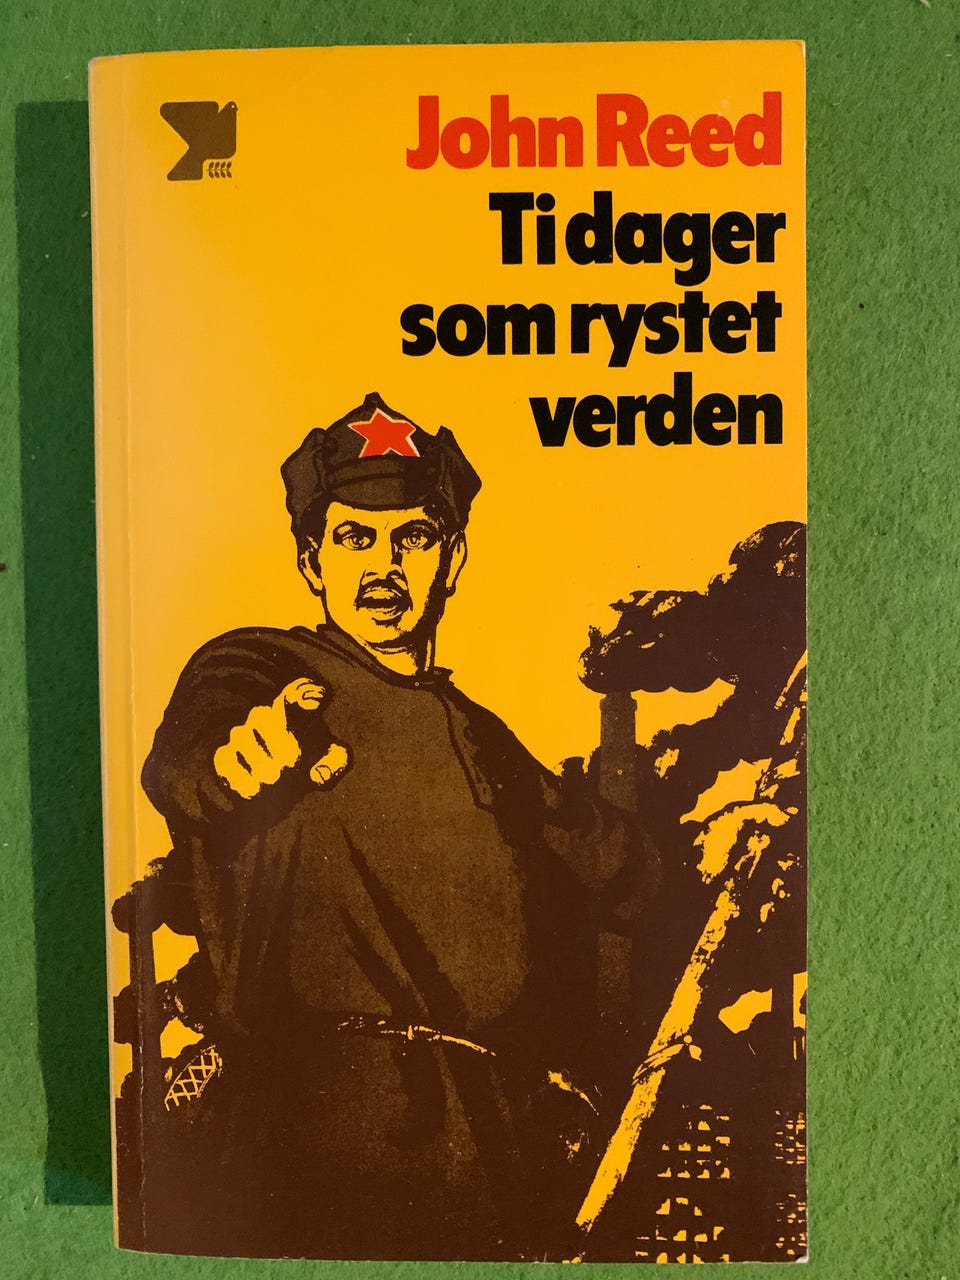 John Reed
Ti dager
som rystet
verden